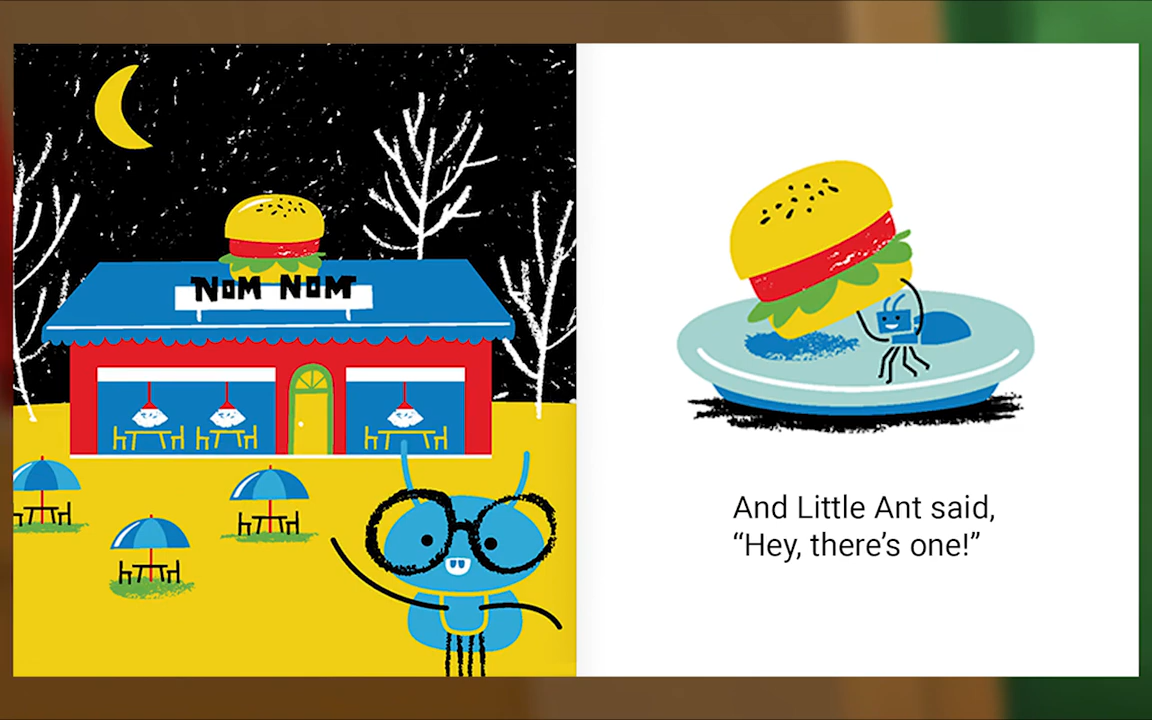 NOM NOM
And Little Ant said,
“Hey, there’s one!”